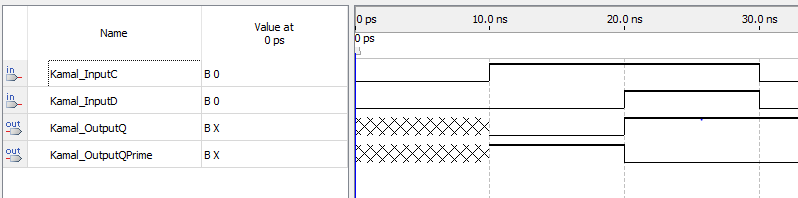 Name
Value at
0 ps
0 ps
10.0 ns
20.0 ns
30.0 ns
0 ps
in
Kamal_InputC
B 0
in
Kamal_InputD
B 0
out
Kamal_OutputQ
B X
out
Kamal_OutputQPrime
B X